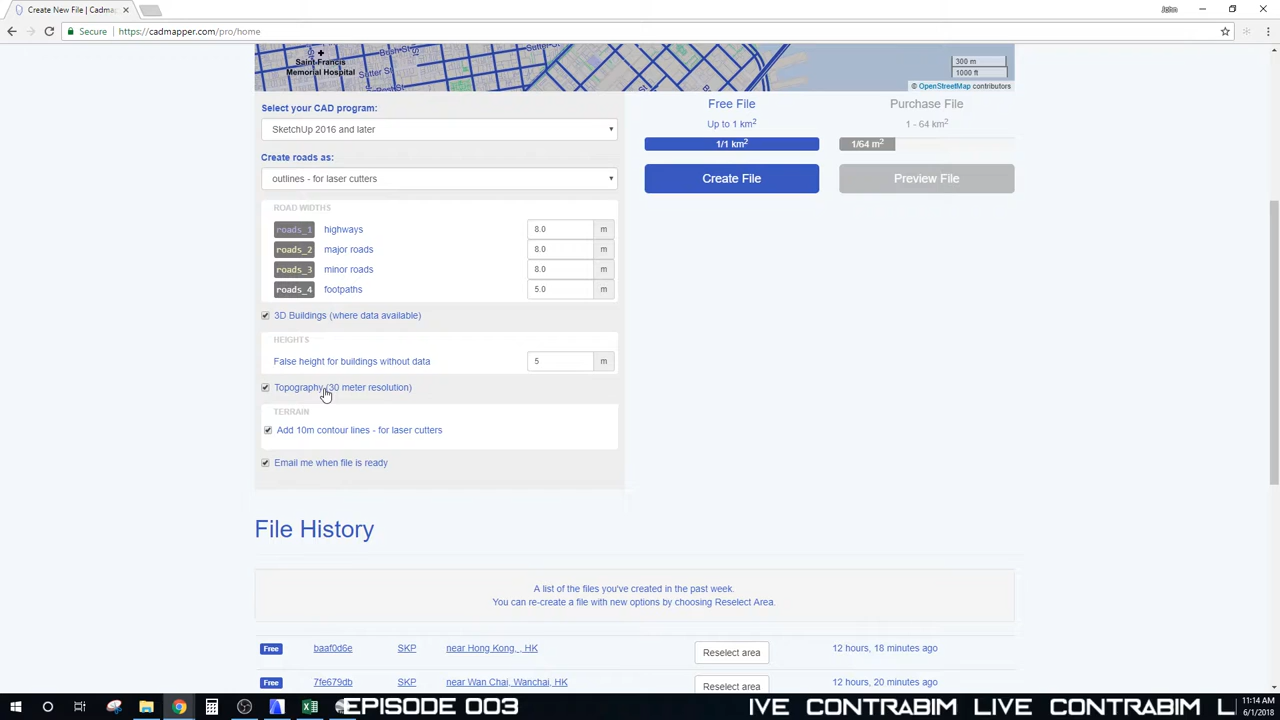 Create New File | Cadmap
John
Secure
https://cadmapper.com/pro/home
Bush St
Sutter St
Sutter St
Saint-Francis
Memorial Hospital
300 m
1000 ft
© OpenStreetMap contributors
Select your CAD program:
SketchUp 2016 and later
Create roads as:
outlines - for laser cutters
ROAD WIDTHS
roads_1 highways 8.0 m
roads_2 major roads 8.0 m
roads_3 minor roads 8.0 m
roads_4 footpaths 5.0 m
3D Buildings (where data available)
HEIGHTS
False height for buildings without data 5 m
Topography (30 meter resolution)
TERRAIN
Add 10m contour lines - for laser cutters
Email me when file is ready
Free File
Up to 1 km2
1/1 km2
Create File
Purchase File
1 - 64 km2
1/64 m2
Preview File
File History
A list of the files you've created in the past week.
You can re-create a file with new options by choosing Reselect Area.
Free baaf0d6e SKP near Hong Kong, , HK Reselect area 12 hours, 18 minutes ago
Free 7fe679db SKP near Wan Chai, Wanchai, HK Reselect area 12 hours, 20 minutes ago
EPISODE 003
IVE CONTRABIM LIVE CONTRABIM L
11:14 AM
6/1/2018